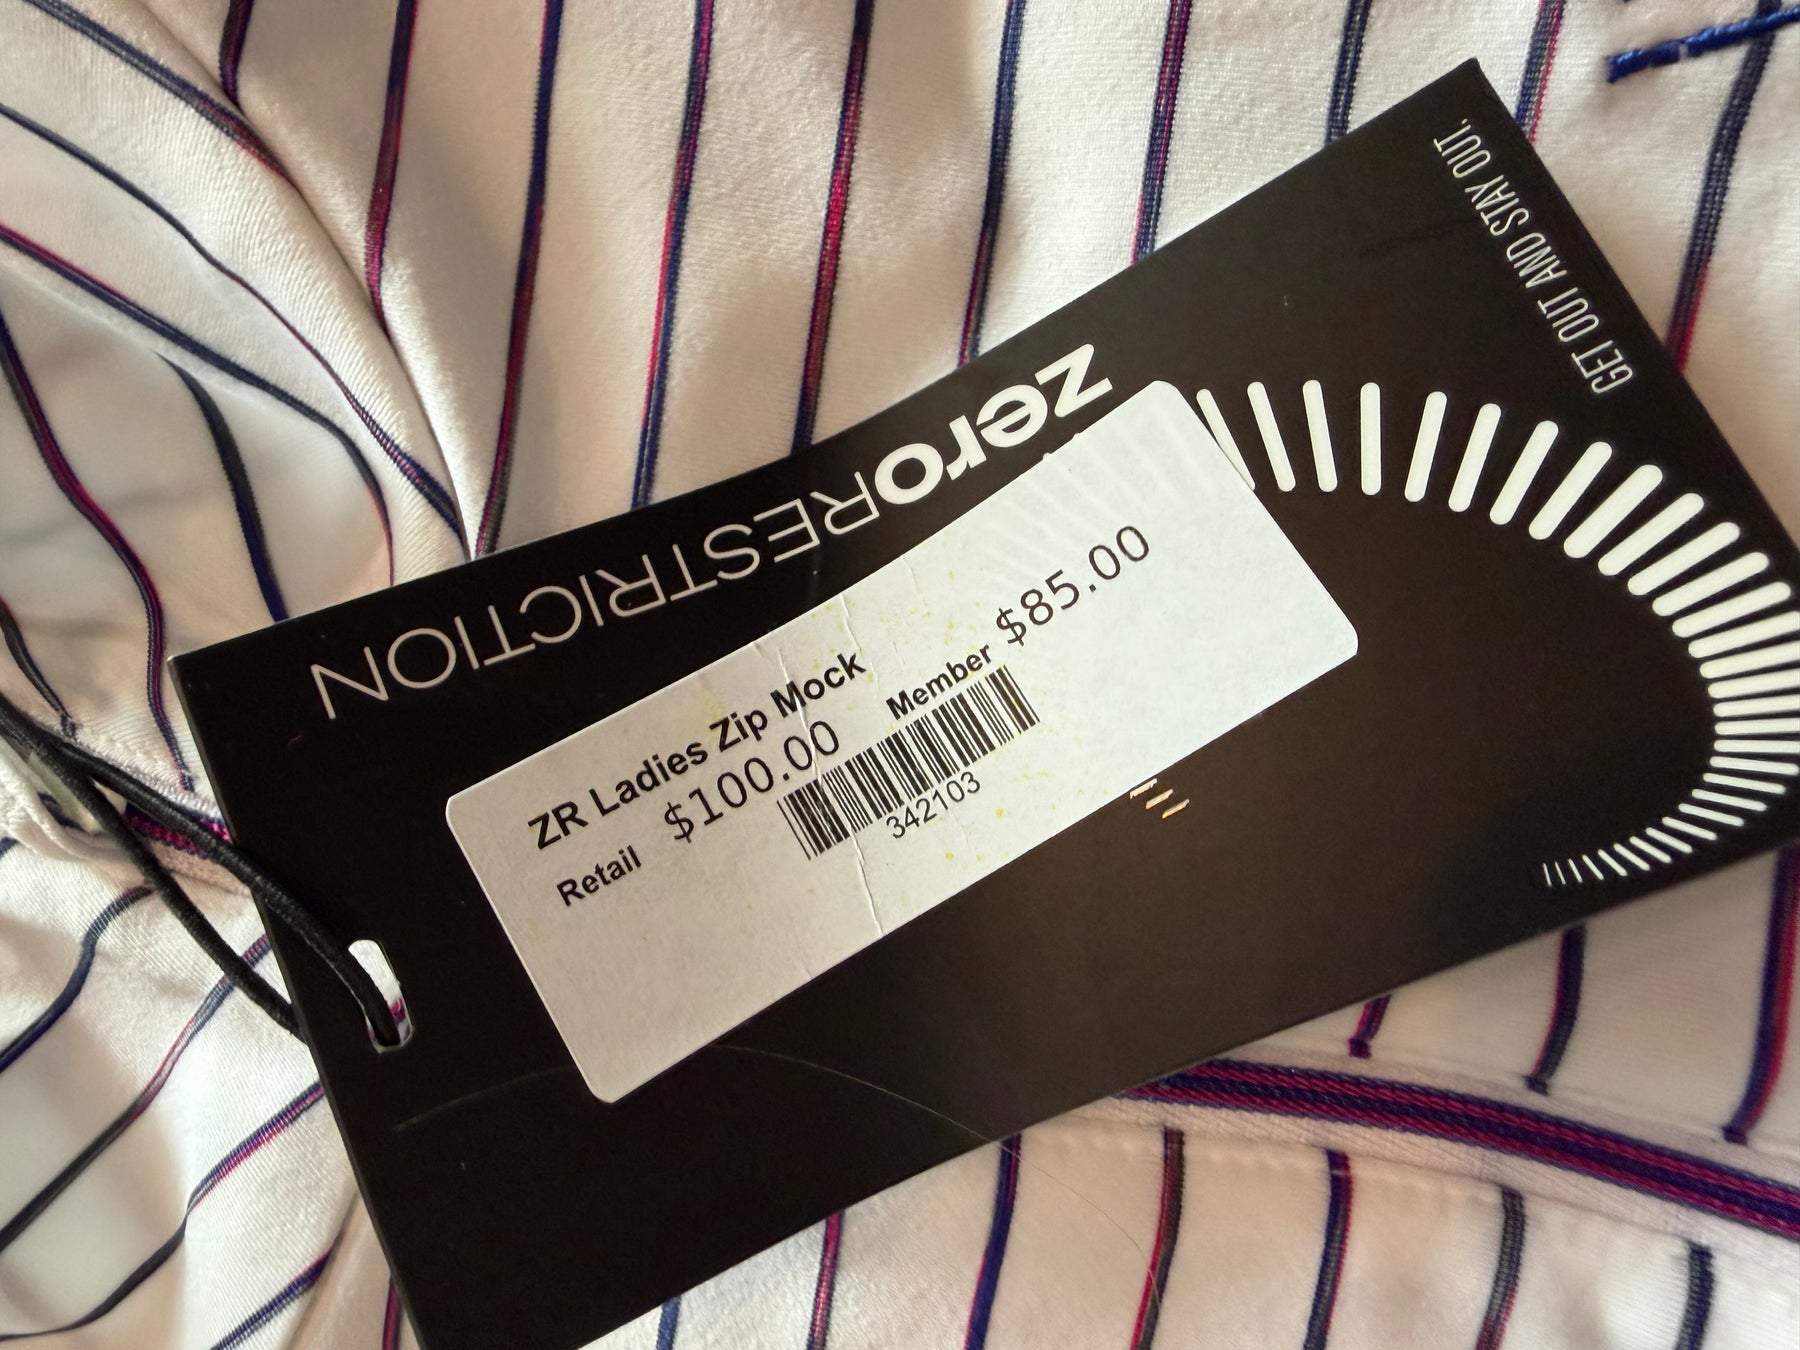 GET OUT AND STAY OUT.
zeroRESTRICTION
ZR Ladies Zip Mock
Retail $100.00 Member $85.00
342103